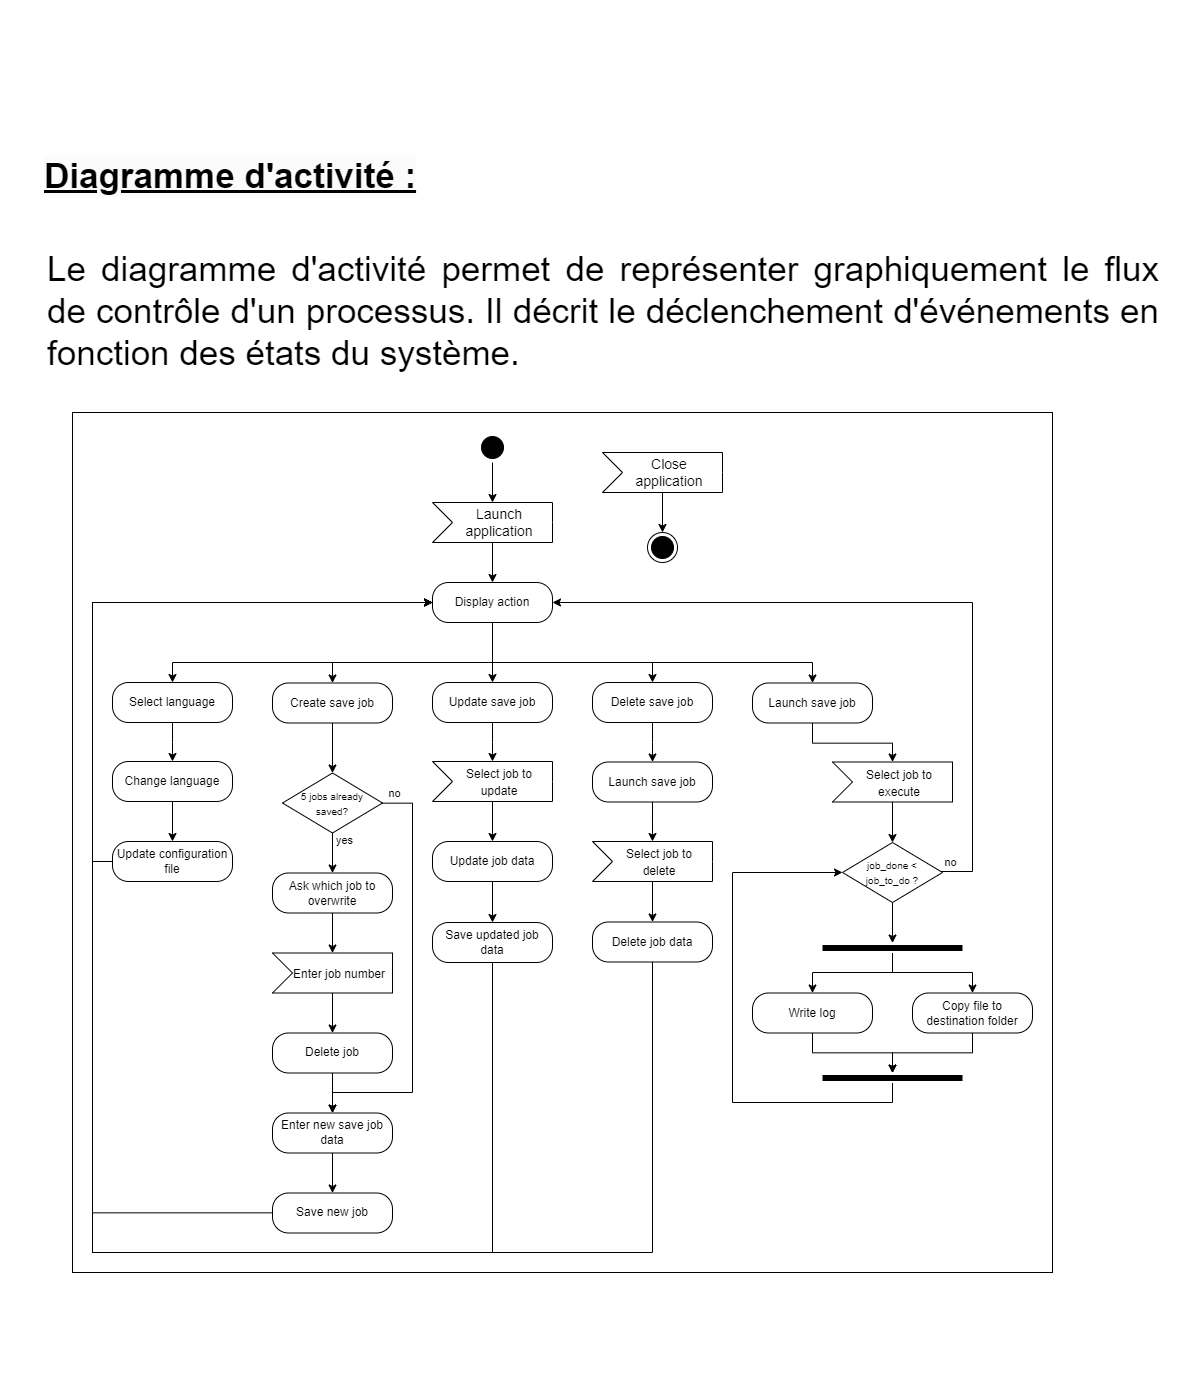 Diagramme d'activité :
Le diagramme d'activité permet de représenter graphiquement le flux
de contrôle d'un processus. Il décrit le déclenchement d'événements en
fonction des états du système.
Close
application
Launch
application
Display action
Select language
Create save job
Update save job
Delete save job
Launch save job
Change language
5 jobs already
saved?
no
yes
Select job to
update
Launch save job
Select job to
execute
Update configuration
file
Ask which job to
overwrite
Update job data
Select job to
delete
job_done <
job_to_do ?
no
Enter job number
Save updated job
data
Delete job data
Write log
Copy file to
destination folder
Delete job
Enter new save job
data
Save new job